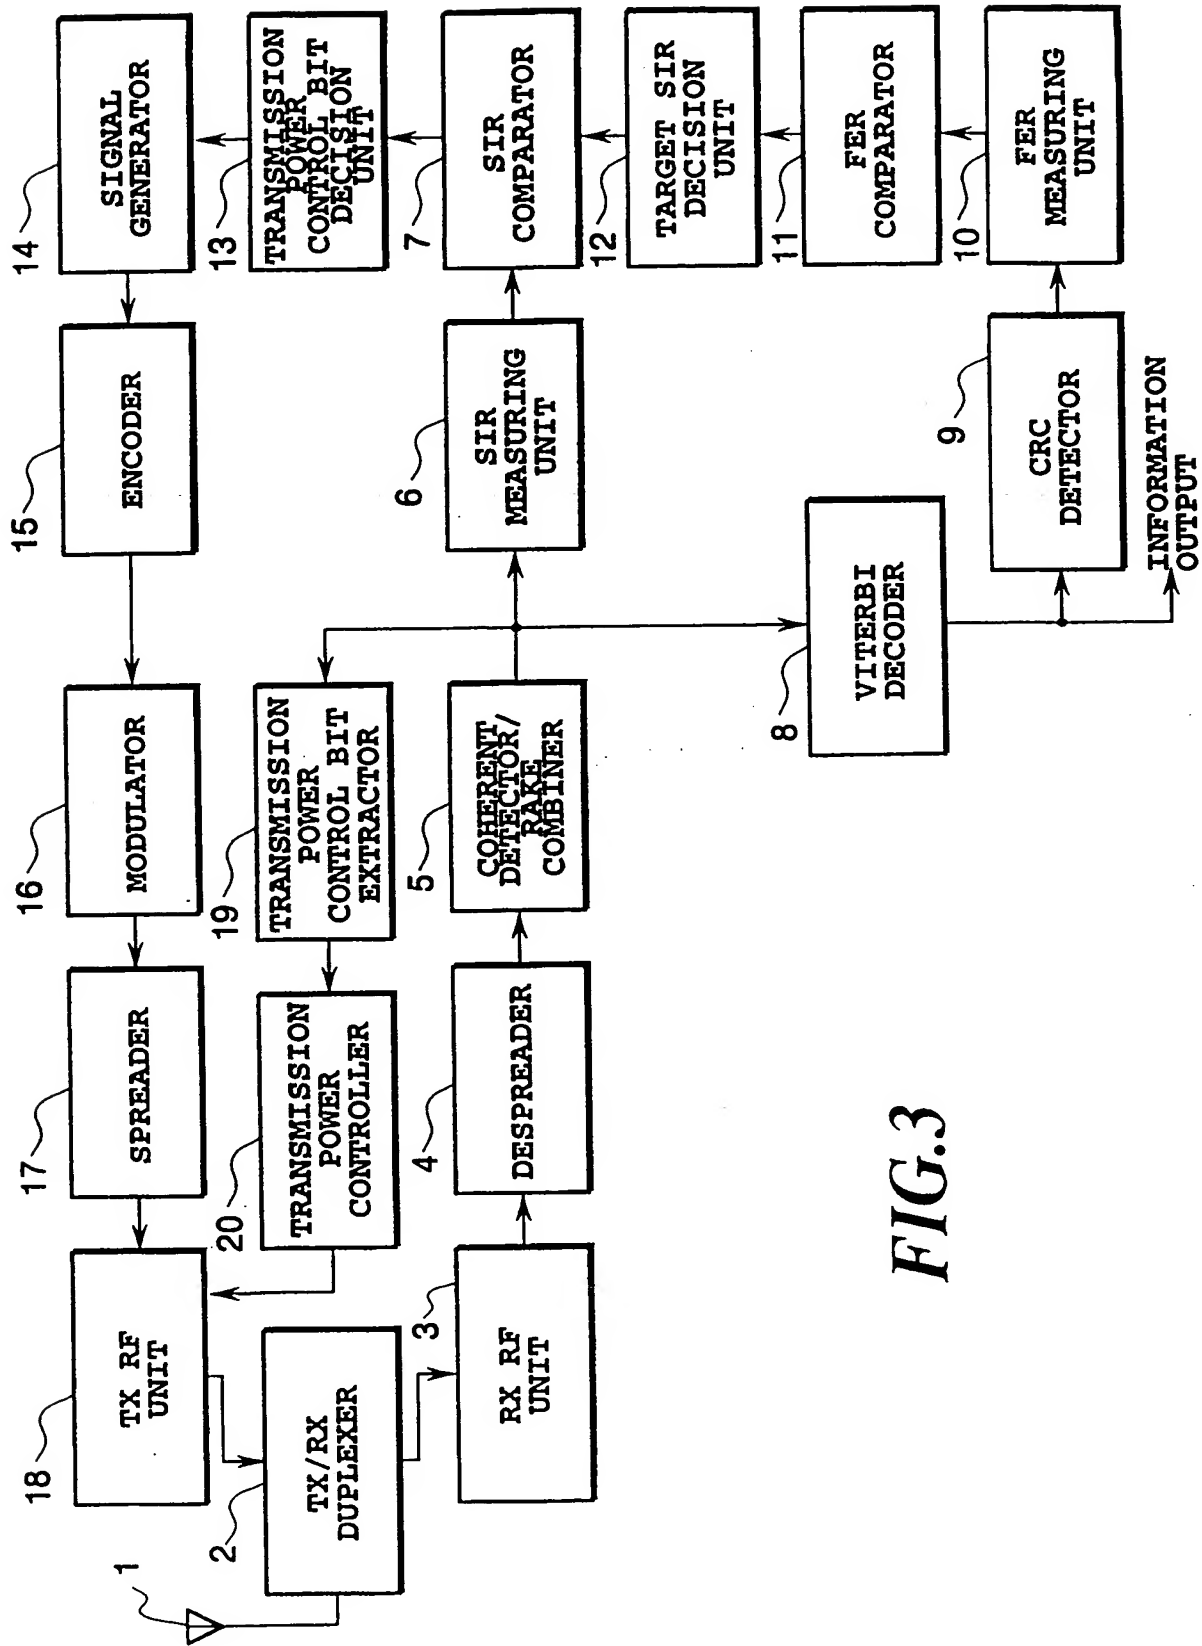 1
2
TX/RX
DUPLEXER
18
TX RF
UNIT
17
SPREADER
16
MODULATOR
15
ENCODER
14
SIGNAL
GENERATOR
20
TRANSMISSION
POWER
CONTROLLER
19
TRANSMISSION
POWER
CONTROL BIT
EXTRACTOR
13
TRANSMISSION
POWER
CONTROL BIT
DECISION
UNIT
3
RX RF
UNIT
4
DESPREADER
5
COHERENT
DETECTOR/
RAKE
COMBINER
6
SIR
MEASURING
UNIT
7
SIR
COMPARATOR
12
TARGET SIR
DECISION
UNIT
8
VITERBI
DECODER
11
FER
COMPARATOR
9
CRC
DETECTOR
10
FER
MEASURING
UNIT
INFORMATION
OUTPUT
FIG.3